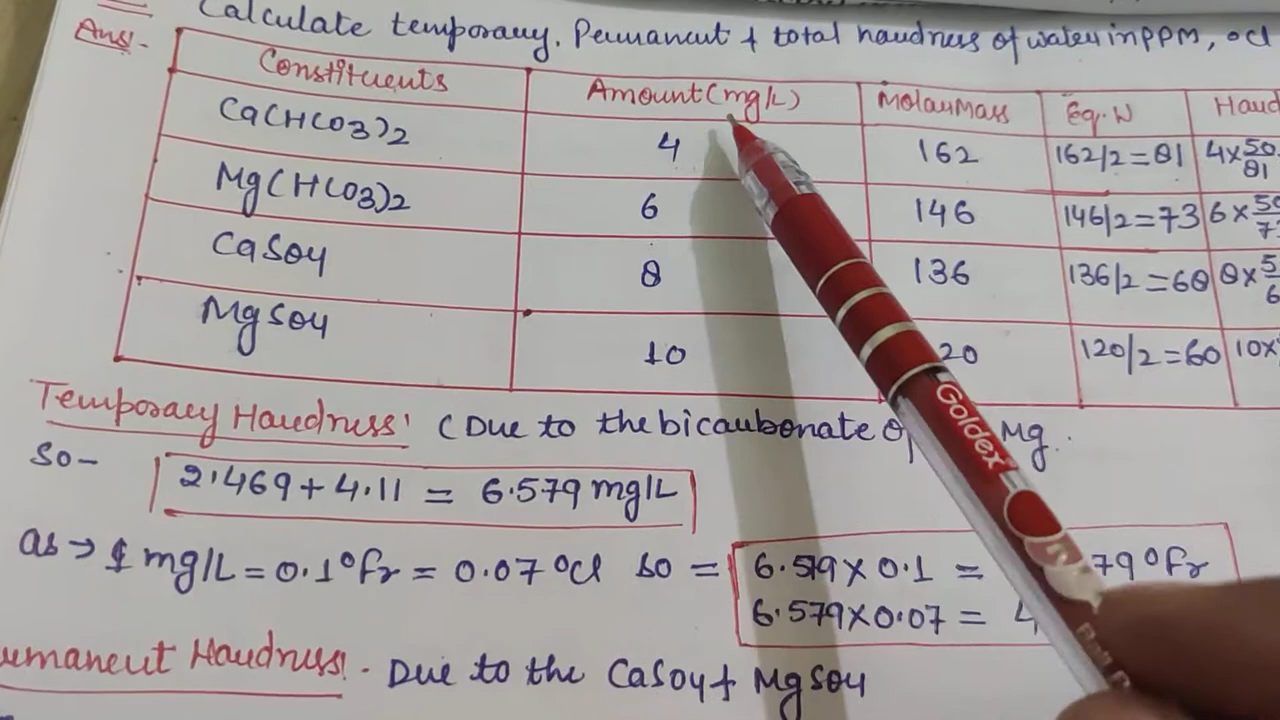 Calculate temporary, Permanent + total hardness of water in PPM, ocl
Ans.
Constituents Amount(mg/L) Molar Mass Eq. W Hard
Ca(HCO3)2 4 162 162/2=81 4×50 81
Mg(HCO3)2 6 146 146/2=73 6×50 7
CaSO4 8 136 136/2=68 8×5 6
MgSO4 10 20 120/2=60 10×
Temporary Hardness: (Due to the bicarbonate of Mg.
so- 2.469+4.11 = 6.579 mg/L
as → 1 mg/L = 0.1°fr = 0.07°Cl so = 6.579×0.1 = 79°fr
6.579×0.07 = 4
ermanent Hardness:- Due to the CaSO4+ MgSO4
Goldex